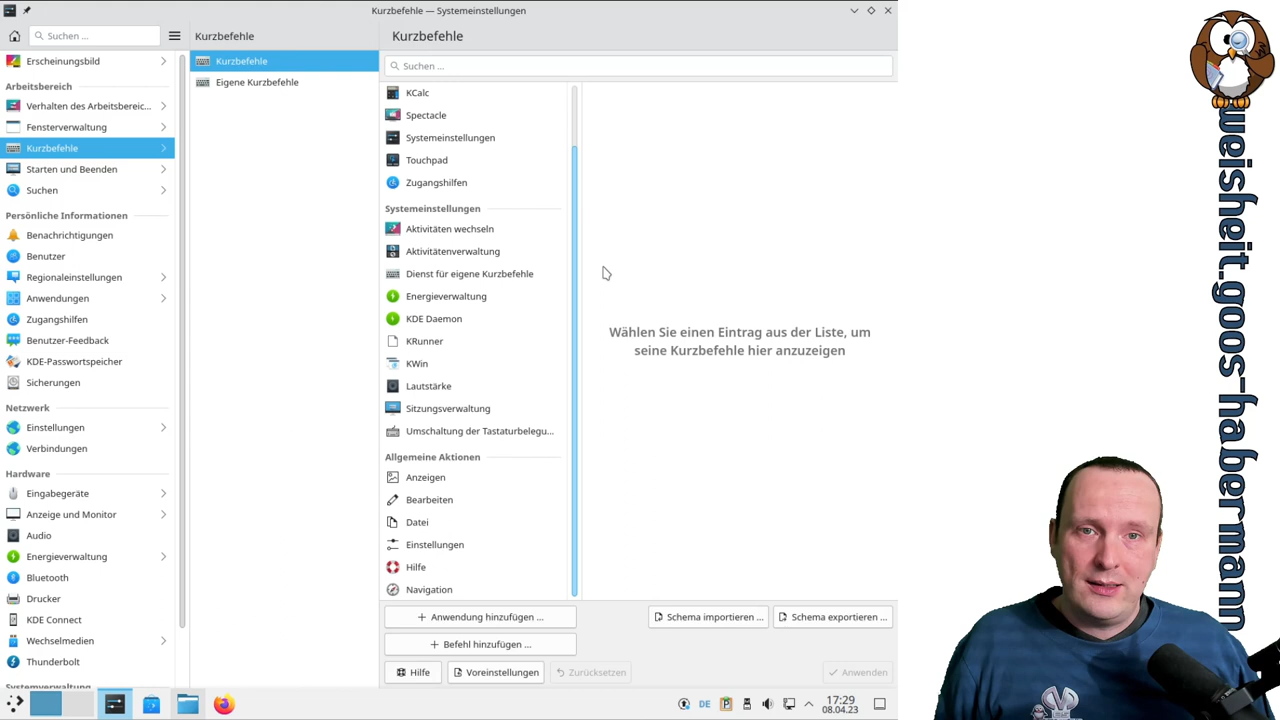 Kurzbefehle — Systemeinstellungen
Suchen ...
Kurzbefehle
Kurzbefehle
Erscheinungsbild
Arbeitsbereich
Verhalten des Arbeitsbereic...
Fensterverwaltung
Kurzbefehle
Starten und Beenden
Suchen
Persönliche Informationen
Benachrichtigungen
Benutzer
Regionaleinstellungen
Anwendungen
Zugangshilfen
Benutzer-Feedback
KDE-Passwortspeicher
Sicherungen
Netzwerk
Einstellungen
Verbindungen
Hardware
Eingabegeräte
Anzeige und Monitor
Audio
Energieverwaltung
Bluetooth
Drucker
KDE Connect
Wechselmedien
Thunderbolt
Systemverwaltung
Kurzbefehle
Eigene Kurzbefehle
Suchen ...
KCalc
Spectacle
Systemeinstellungen
Touchpad
Zugangshilfen
Systemeinstellungen
Aktivitäten wechseln
Aktivitätenverwaltung
Dienst für eigene Kurzbefehle
Energieverwaltung
KDE Daemon
KRunner
KWin
Lautstärke
Sitzungsverwaltung
Umschaltung der Tastaturbelegu...
Allgemeine Aktionen
Anzeigen
Bearbeiten
Datei
Einstellungen
Hilfe
Navigation
Wählen Sie einen Eintrag aus der Liste, um
seine Kurzbefehle hier anzuzeigen
Anwendung hinzufügen ...
Schema importieren ...
Schema exportieren ...
Befehl hinzufügen ...
Hilfe
Voreinstellungen
Zurücksetzen
Anwenden
DE
17:29
08.04.23
weisheit.goos-habermann